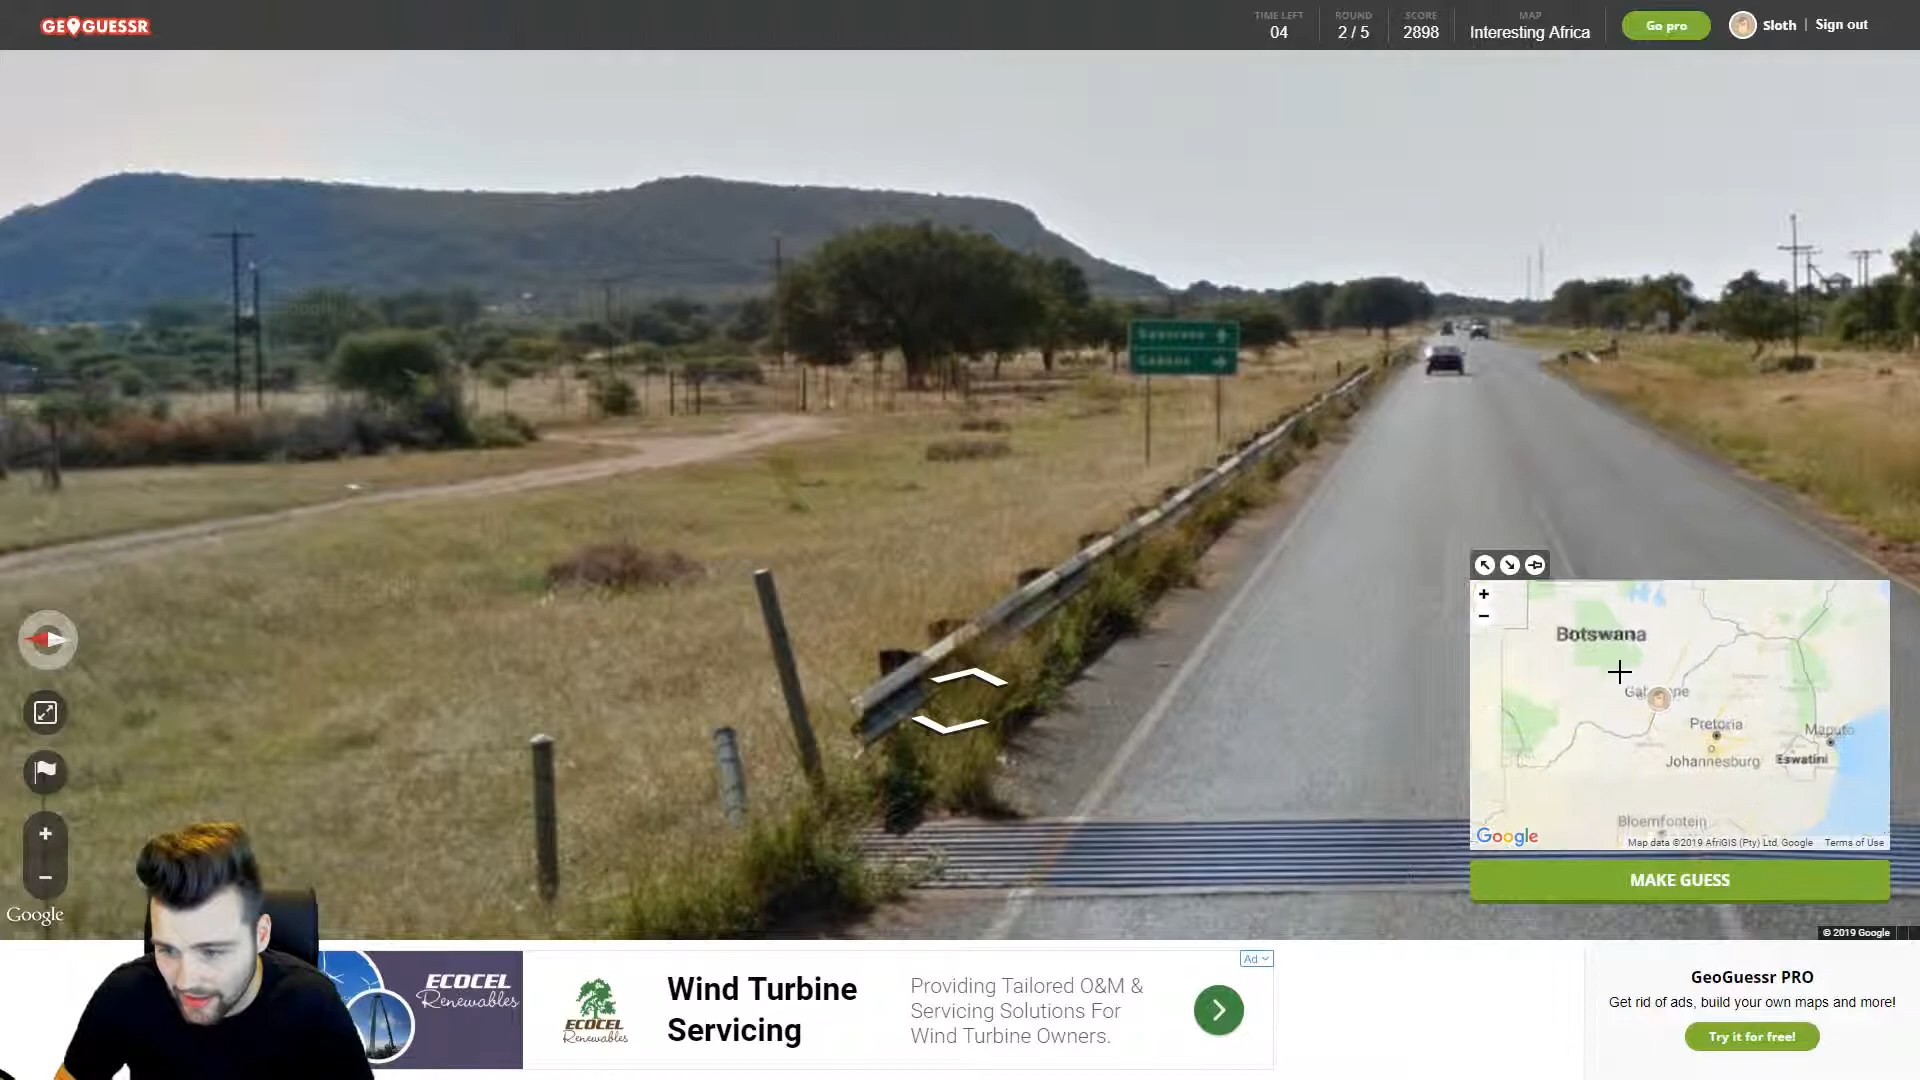 GEOGUESSR
TIME LEFT
04
ROUND
2 / 5
SCORE
2898
MAP
Interesting Africa
Go pro
Sloth
Sign out
Botswana
Pretoria
Maputo
Johannesburg
Eswatini
Bloemfontein
Google
Map data ©2019 AfriGIS (Pty) Ltd, Google
Terms of Use
MAKE GUESS
Google
© 2019 Google
ECOCEL
Renewables
ECOCEL
Renewables
Wind Turbine
Servicing
Providing Tailored O&M &
Servicing Solutions For
Wind Turbine Owners.
Ad
GeoGuessr PRO
Get rid of ads, build your own maps and more!
Try it for free!